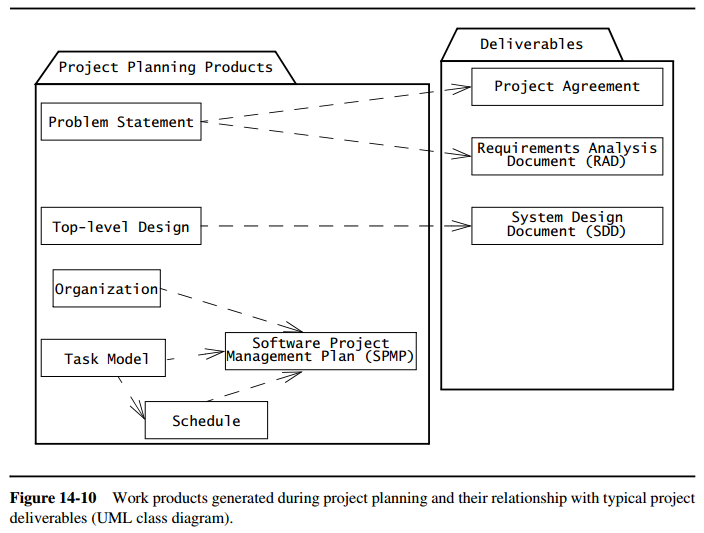 Project Planning Products
Deliverables
Problem Statement
Project Agreement
Requirements Analysis
Document (RAD)
Top-level Design
System Design
Document (SDD)
Organization
Software Project
Management Plan (SPMP)
Task Model
Schedule
Figure 14-10 Work products generated during project planning and their relationship with typical project
deliverables (UML class diagram).